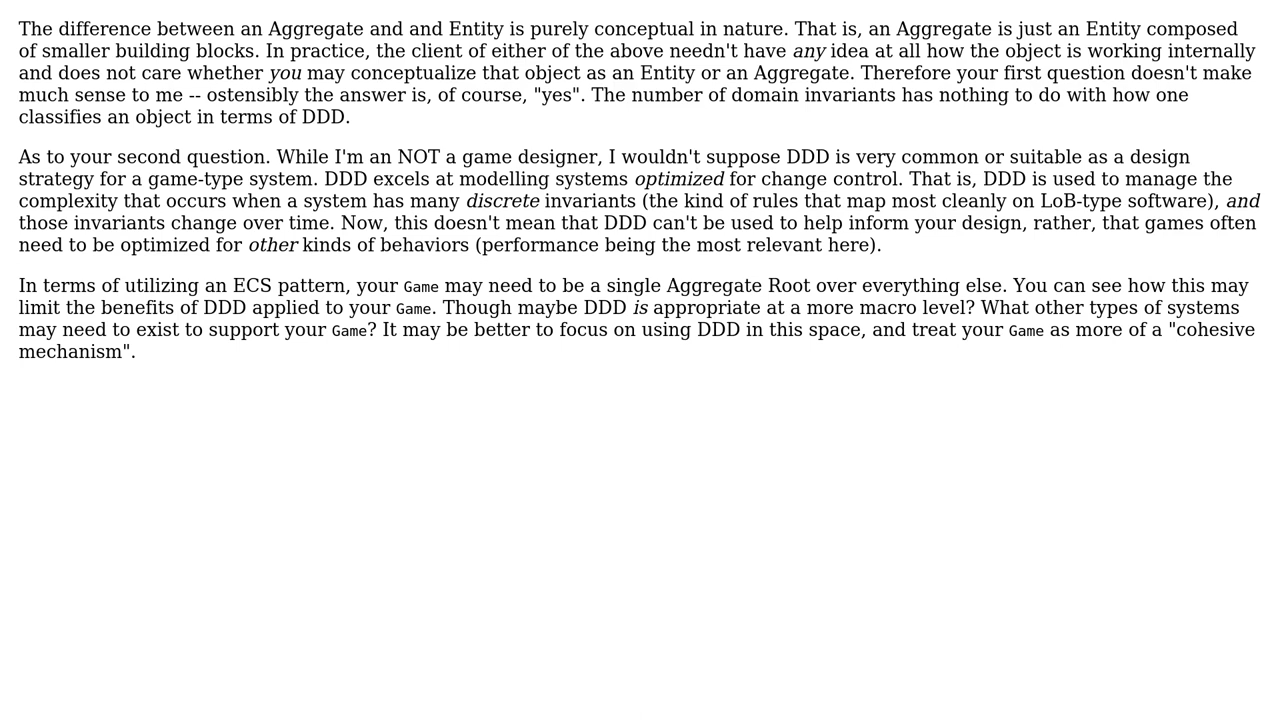 The difference between an Aggregate and and Entity is purely conceptual in nature. That is, an Aggregate is just an Entity composed
of smaller building blocks. In practice, the client of either of the above needn't have any idea at all how the object is working internally
and does not care whether you may conceptualize that object as an Entity or an Aggregate. Therefore your first question doesn't make
much sense to me -- ostensibly the answer is, of course, "yes". The number of domain invariants has nothing to do with how one
classifies an object in terms of DDD.
As to your second question. While I'm an NOT a game designer, I wouldn't suppose DDD is very common or suitable as a design
strategy for a game-type system. DDD excels at modelling systems optimized for change control. That is, DDD is used to manage the
complexity that occurs when a system has many discrete invariants (the kind of rules that map most cleanly on LoB-type software), and
those invariants change over time. Now, this doesn't mean that DDD can't be used to help inform your design, rather, that games often
need to be optimized for other kinds of behaviors (performance being the most relevant here).
In terms of utilizing an ECS pattern, your Game may need to be a single Aggregate Root over everything else. You can see how this may
limit the benefits of DDD applied to your Game. Though maybe DDD is appropriate at a more macro level? What other types of systems
may need to exist to support your Game? It may be better to focus on using DDD in this space, and treat your Game as more of a "cohesive
mechanism".